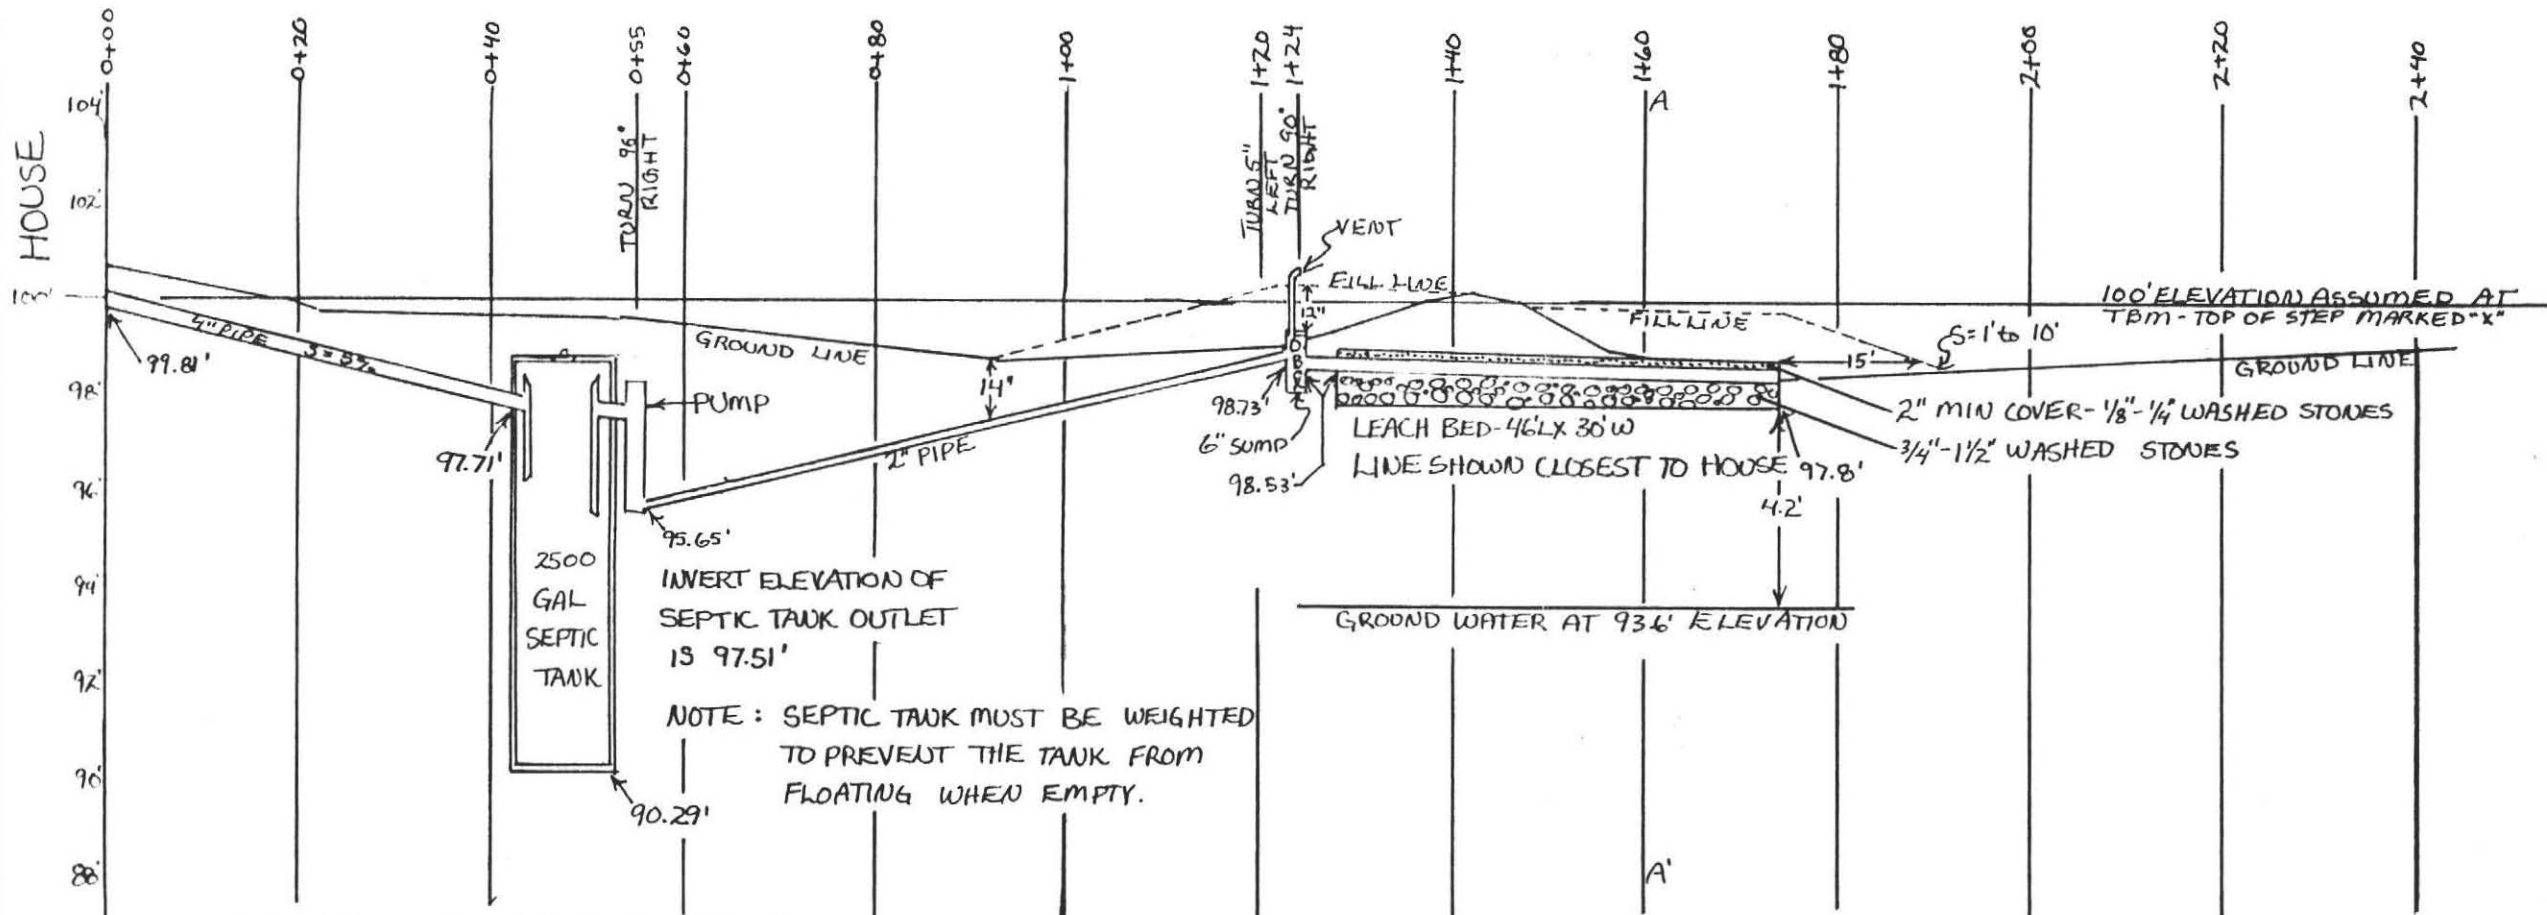 0+00
0+20
0+40
0+55
0+60
0+80
1+00
1+20
1+24
1+40
1+60
1+80
2+00
2+20
2+40
HOUSE
104'
102'
100'
98'
96'
94'
92'
90'
88'
TURN 96°
RIGHT
TURN 5"
LEFT
TURN 90°
RIGHT
A
VENT
FILL LINE
12"
100' ELEVATION ASSUMED AT
TBM - TOP OF STEP MARKED "X"
4" PIPE S=5%
99.81'
GROUND LINE
14"
D
B
O
X
FILL LINE
15'
S=1' to 10'
GROUND LINE
PUMP
97.71'
2" PIPE
98.73'
6" SUMP
98.53'
LEACH BED - 46'L X 30'W
LINE SHOWN CLOSEST TO HOUSE
97.8'
2" MIN COVER - 1/8"-1/4" WASHED STONES
3/4"-1 1/2" WASHED STONES
4.2'
95.65'
2500
GAL
SEPTIC
TANK
INVERT ELEVATION OF
SEPTIC TANK OUTLET
IS 97.51'
GROUND WATER AT 93.6' ELEVATION
NOTE: SEPTIC TANK MUST BE WEIGHTED
TO PREVENT THE TANK FROM
FLOATING WHEN EMPTY.
90.29'
A'